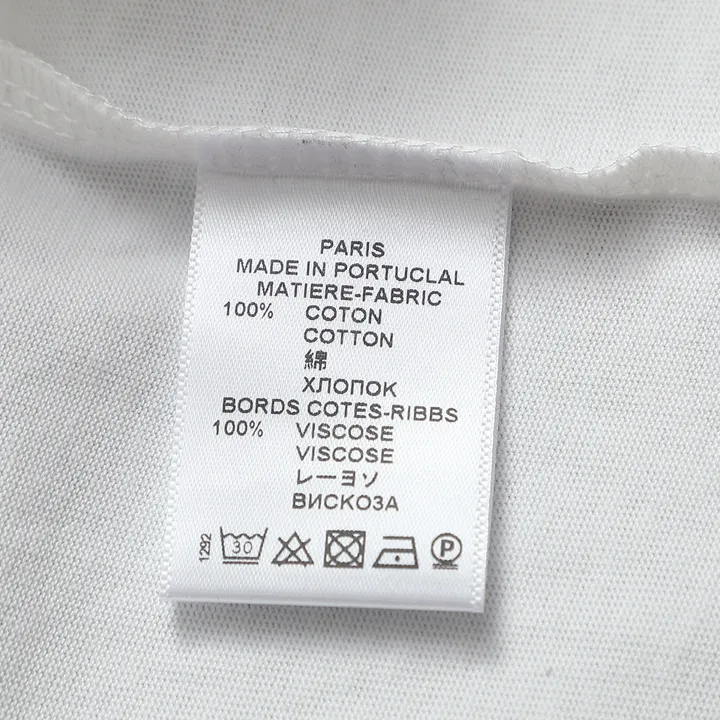 PARIS
MADE IN PORTUCLAL
MATIERE-FABRIC
100% COTON
COTTON
綿
ХЛОПОК
BORDS COTES-RIBBS
100% VISCOSE
VISCOSE
レーヨソ
ВИСКОЗА
1292 30 P